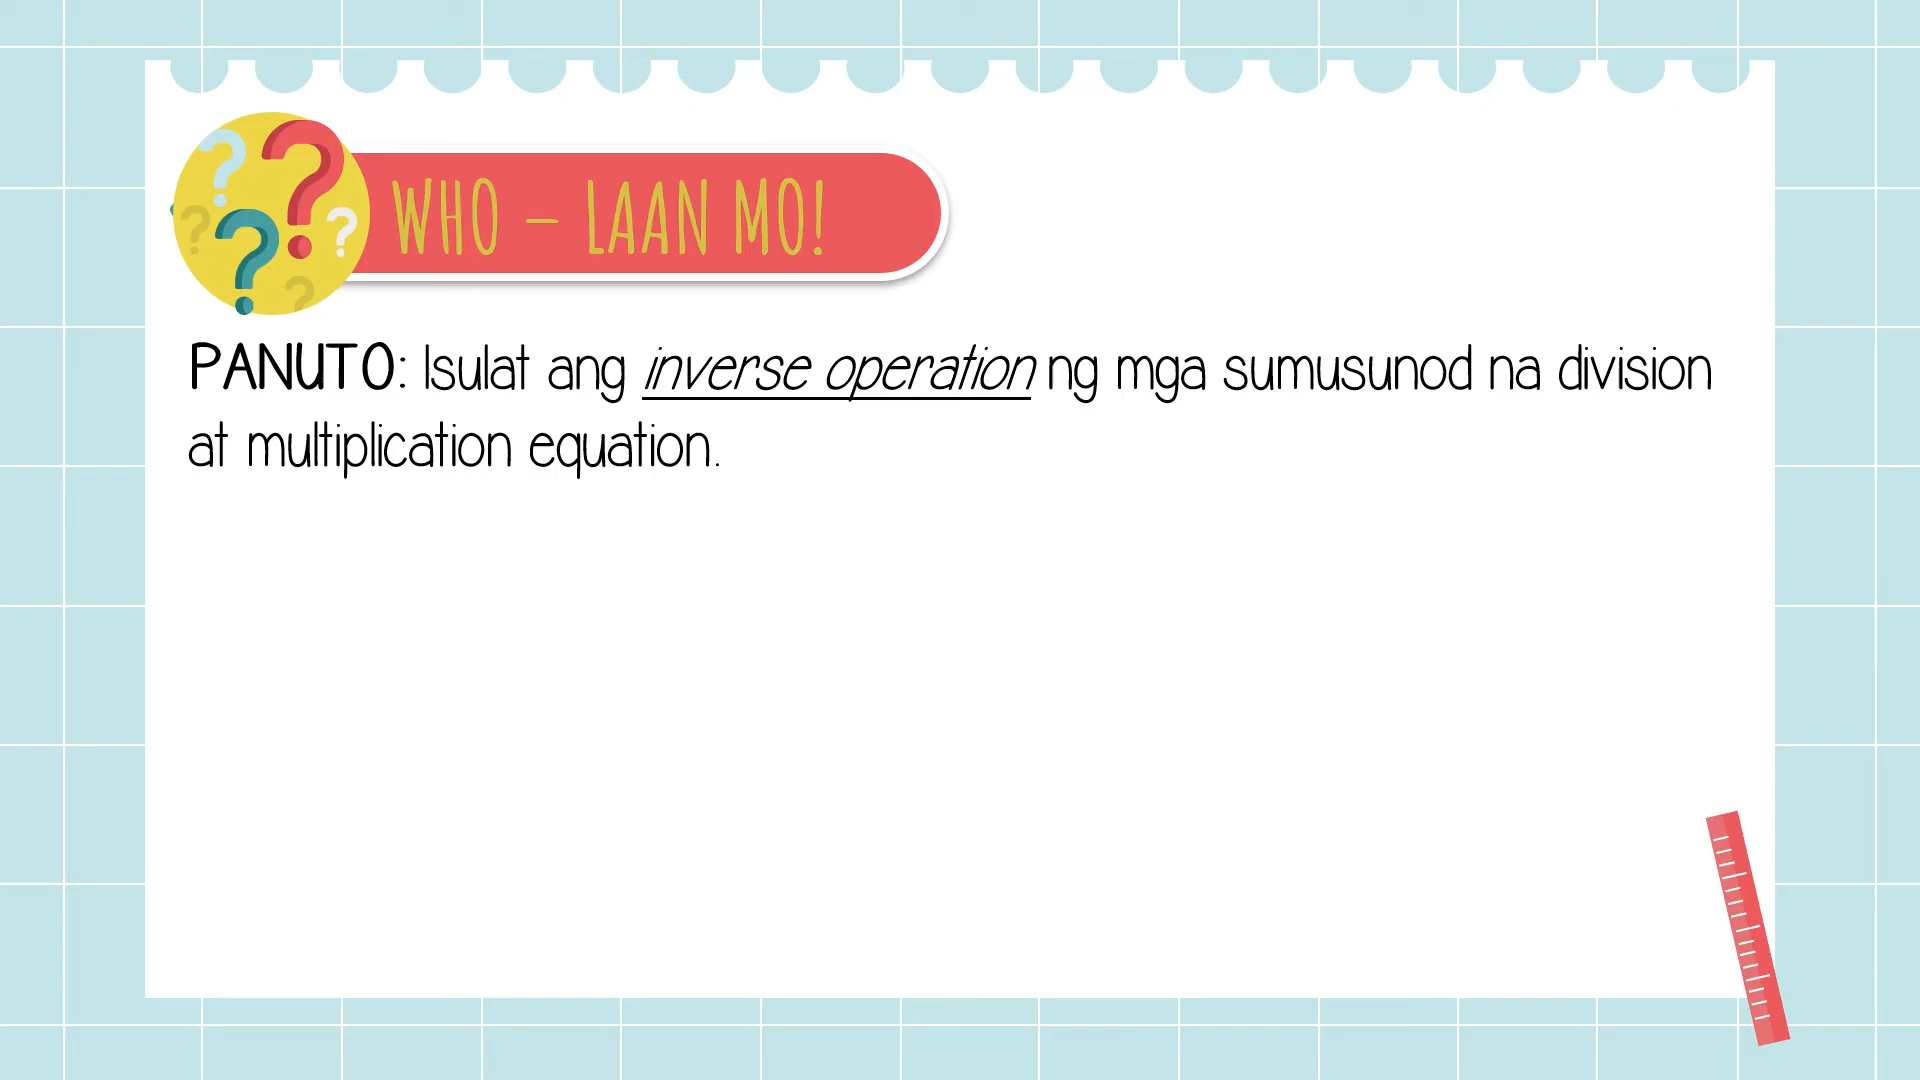 WHO – LAAN MO!
PANUTO: Isulat ang inverse operation ng mga sumusunod na division
at multiplication equation.